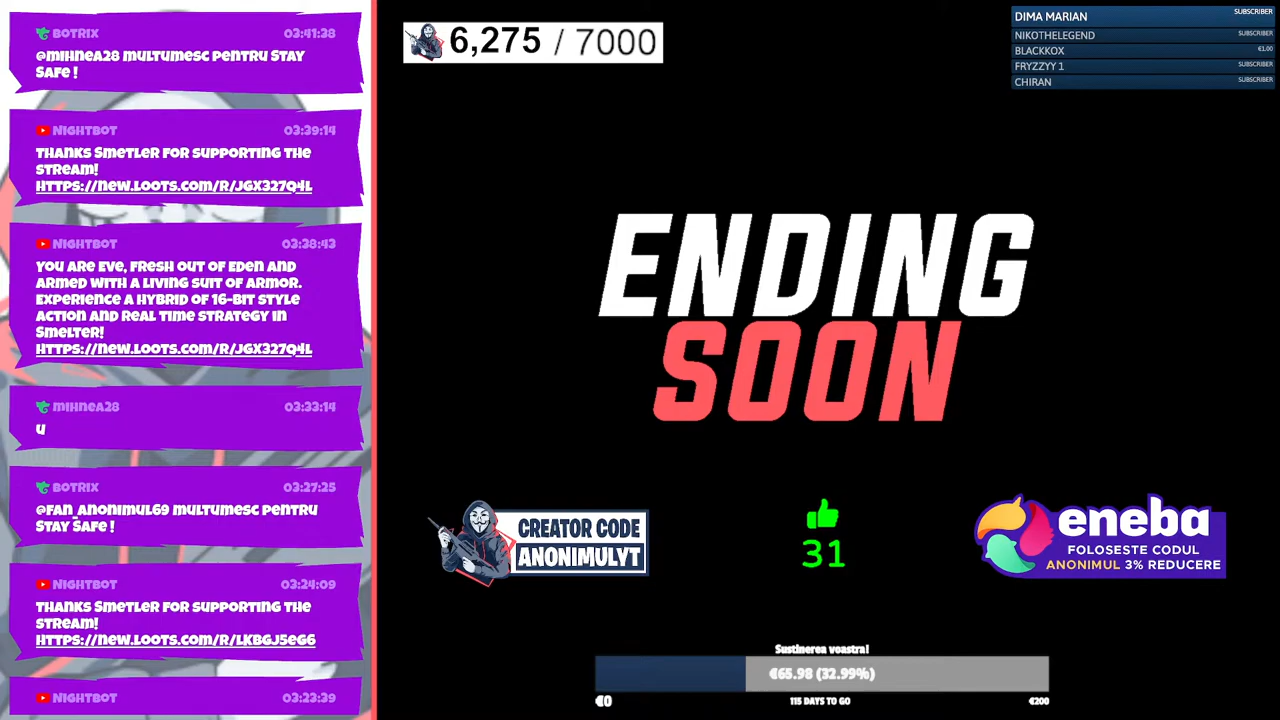 BOTRIX 03:41:38
@mihnea28 multumesc pentru stay
safe !
NIGHTBOT 03:39:14
Thanks Smetler for supporting the
stream!
https://new.loots.com/r/JGX327Q4L
NIGHTBOT 03:38:43
You are Eve, fresh out of Eden and
armed with a living suit of armor.
Experience a hybrid of 16-bit style
action and real time strategy in
Smelter!
https://new.loots.com/r/JGX327Q4L
mihnea28 03:33:14
u
BOTRIX 03:27:25
@Fan_Anonimul69 multumesc pentru
stay safe !
NIGHTBOT 03:24:09
Thanks Smetler for supporting the
stream!
https://new.loots.com/r/LKBGJ5EG6
NIGHTBOT 03:23:39
6,275 / 7000
DIMA MARIAN SUBSCRIBER
NIKOTHELEGEND SUBSCRIBER
BLACKKOX €1.00
FRYZZYY 1 SUBSCRIBER
CHIRAN SUBSCRIBER
ENDING
SOON
CREATOR CODE
ANONIMULYT
31
eneba
FOLOSESTE CODUL
ANONIMUL 3% REDUCERE
Sustinerea voastra!
€65.98 (32.99%)
€0 115 DAYS TO GO €200